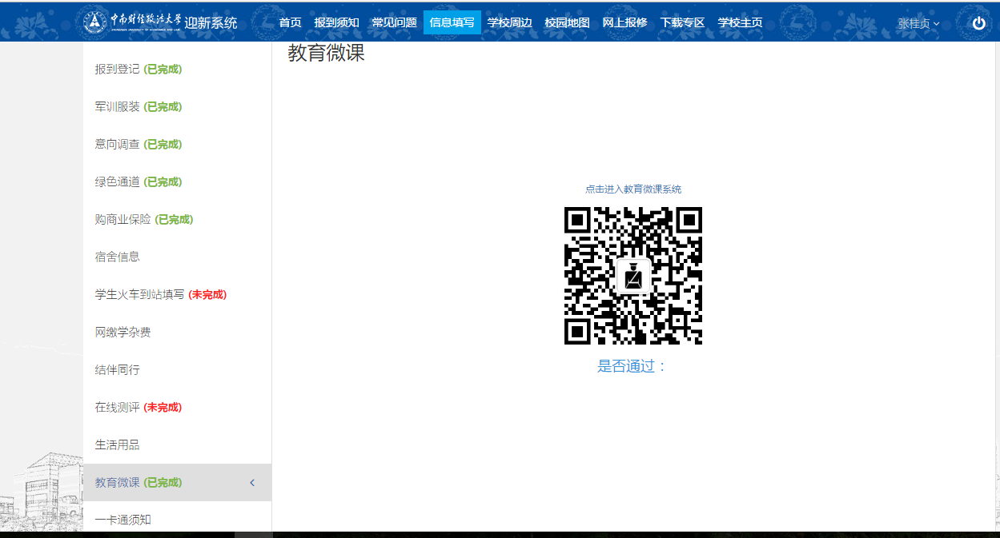 中南财经政法大学 迎新系统 首页 报到须知 常见问题 信息填写 学校周边 校园地图 网上报修 下载专区 学校主页 张桂贞
教育微课
报到登记 (已完成)
军训服装 (已完成)
意向调查 (已完成)
绿色通道 (已完成)
购商业保险 (已完成)
宿舍信息
学生火车到站填写 (未完成)
网缴学杂费
结伴同行
在线测评 (未完成)
生活用品
教育微课 (已完成)
一卡通须知
点击进入教育微课系统
是否通过：